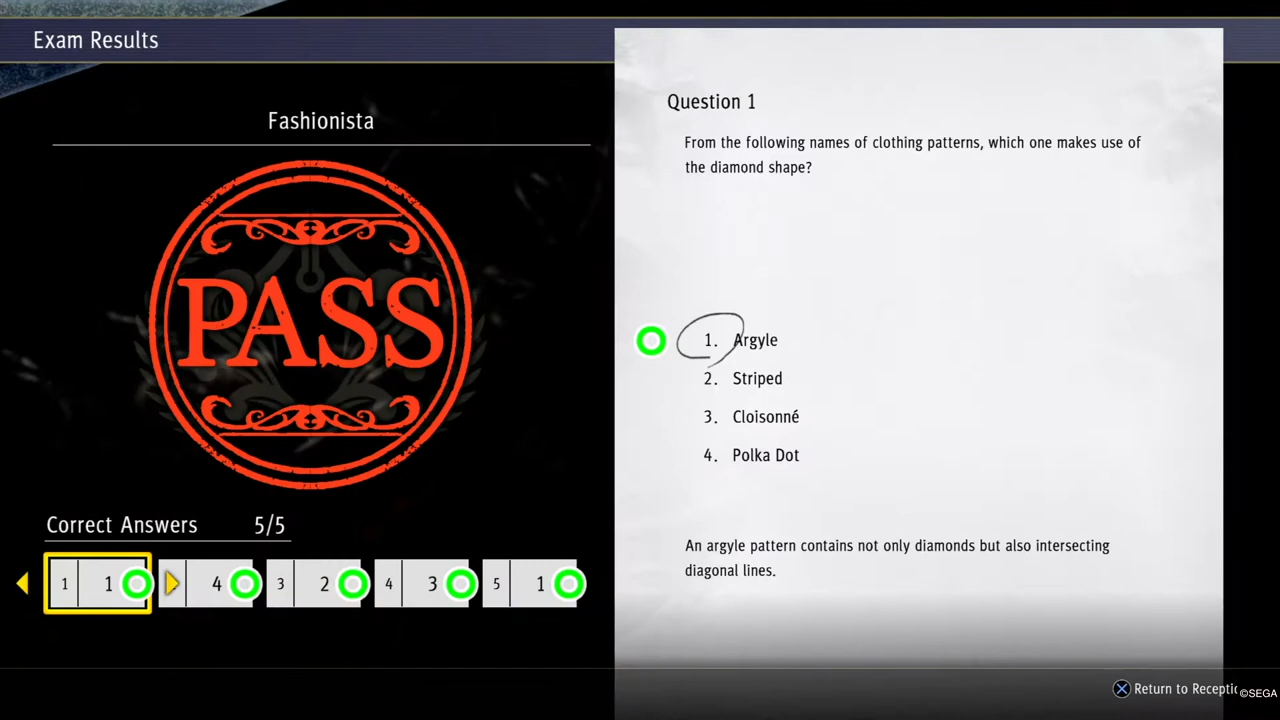 Exam Results
Fashionista
PASS
Correct Answers 5/5
1 1 4 3 2 4 3 5 1
Question 1
From the following names of clothing patterns, which one makes use of
the diamond shape?
1. Argyle
2. Striped
3. Cloisonné
4. Polka Dot
An argyle pattern contains not only diamonds but also intersecting
diagonal lines.
Return to Receptic
©SEGA